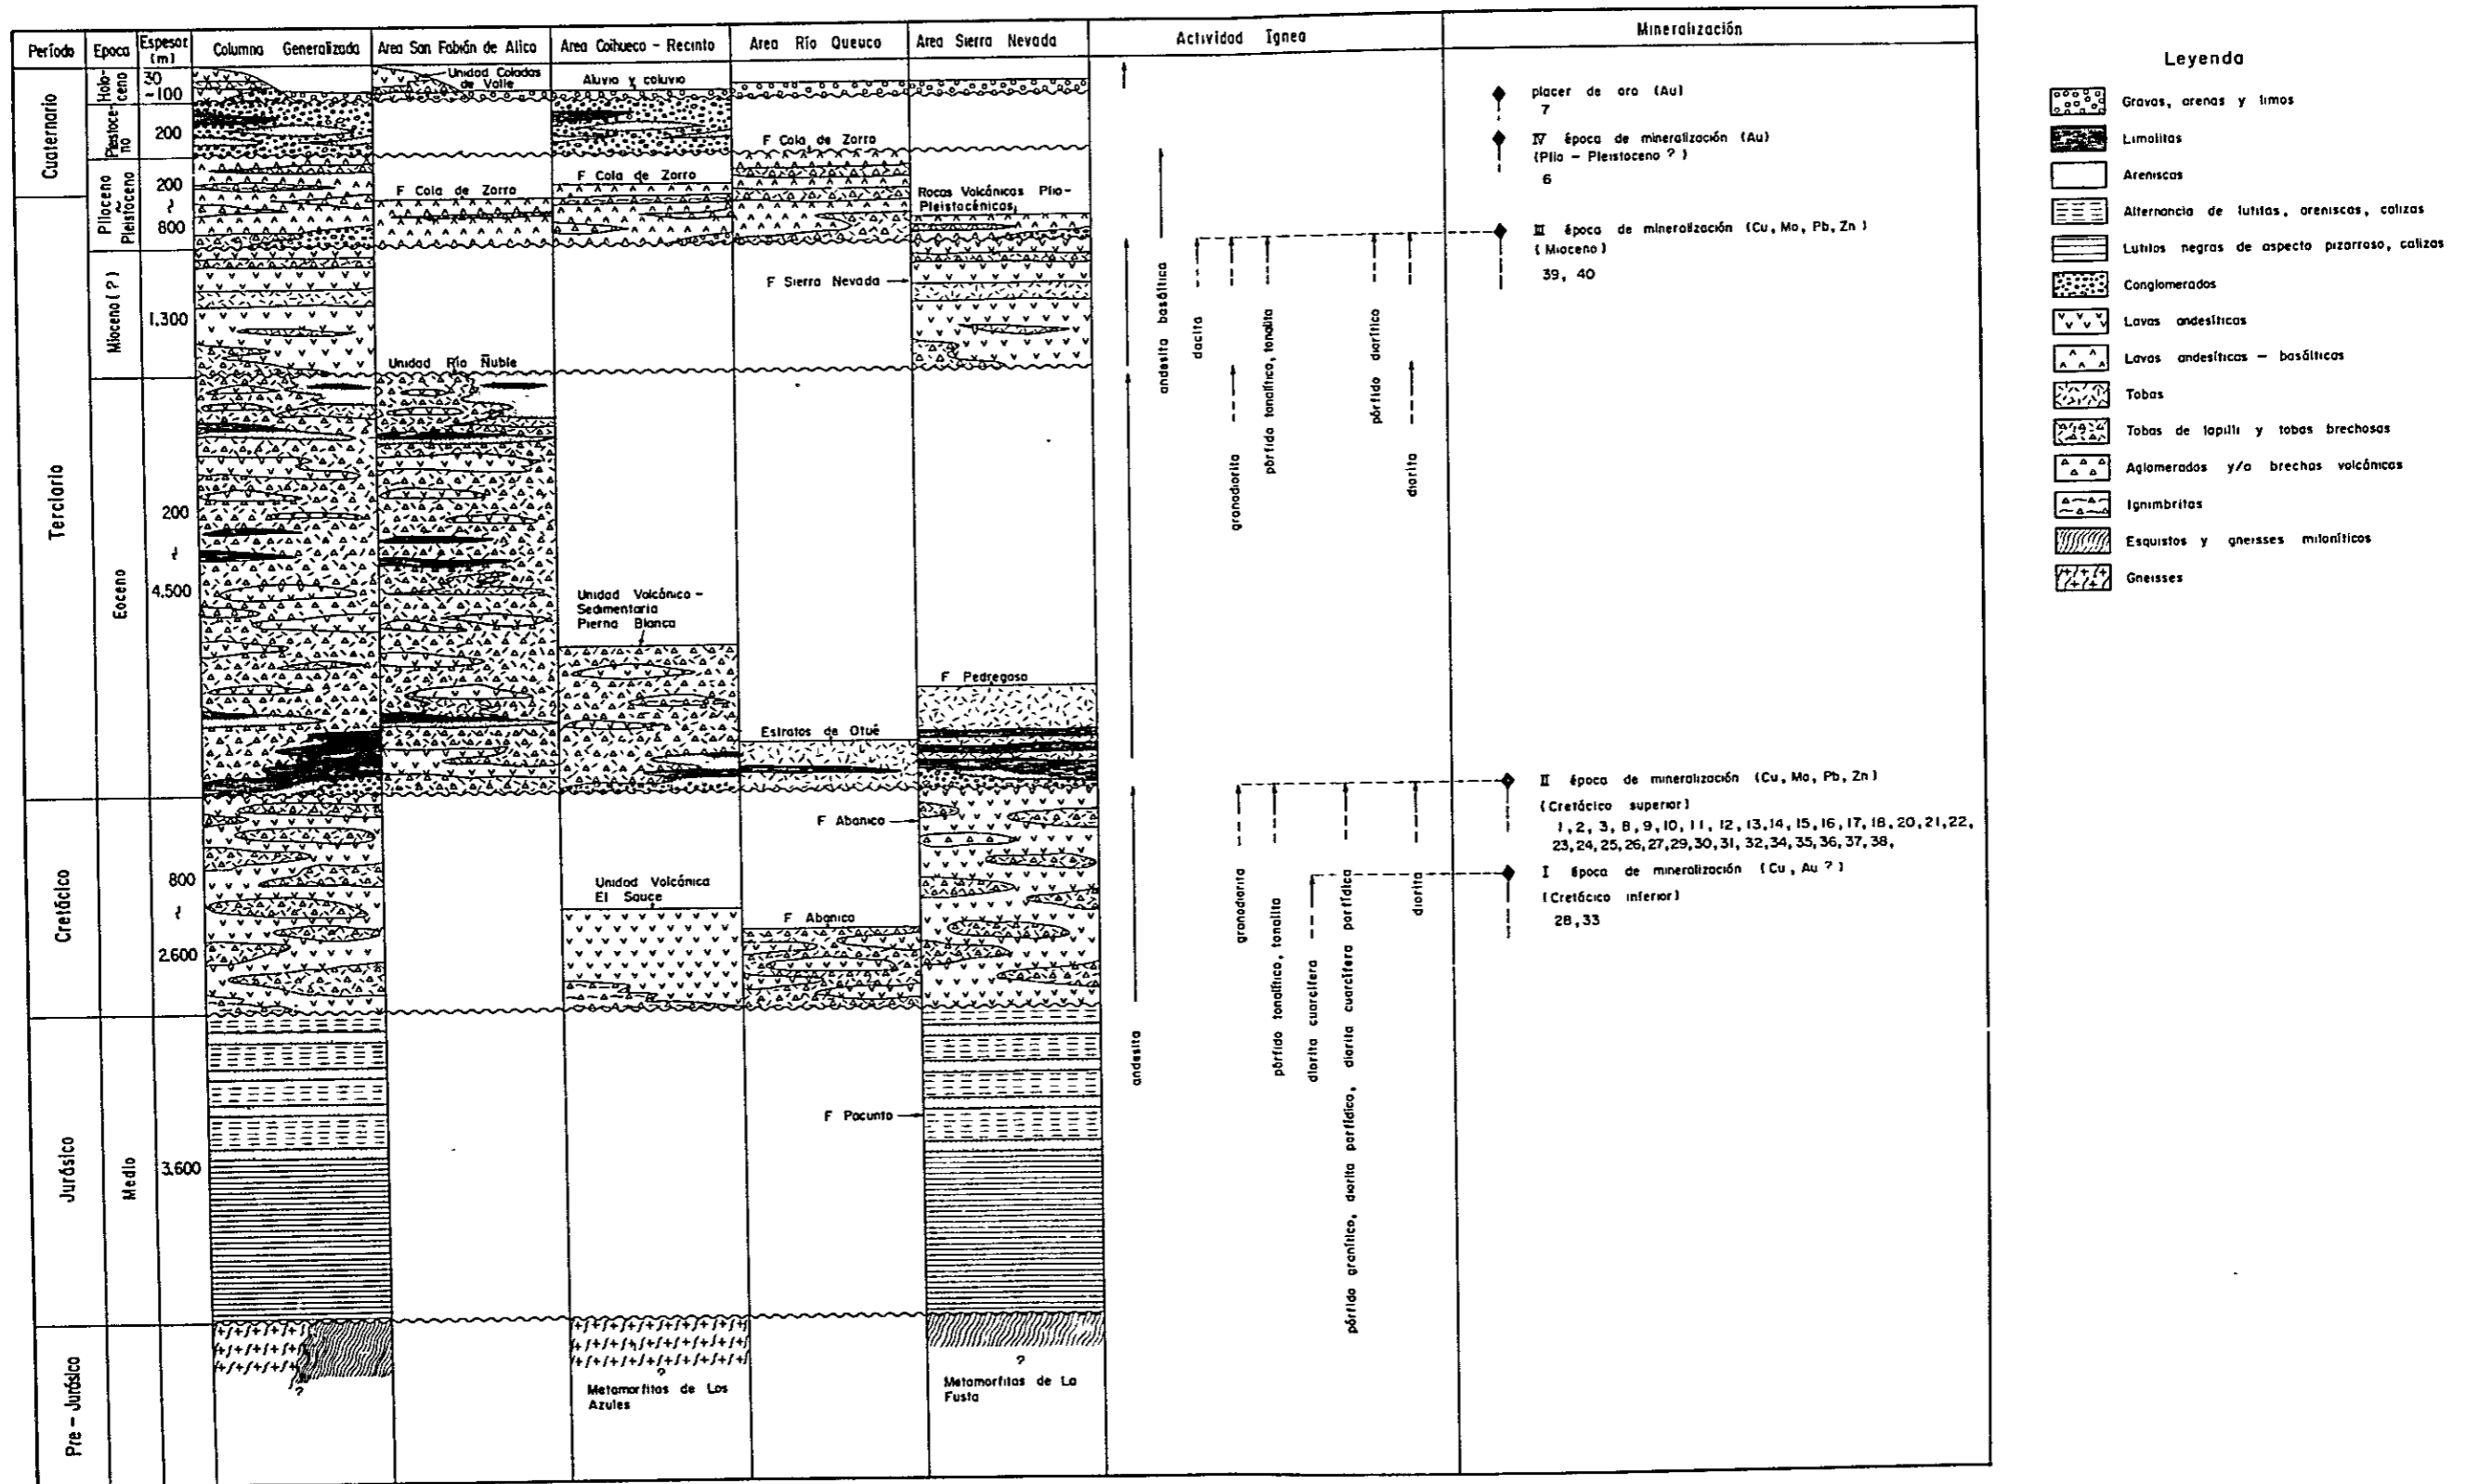 Período
Epoca
Espesor
(m)
Columna Generalizada
Area San Fabián de Alico
Area Coihueco - Recinto
Area Río Queuco
Area Sierra Nevada
Actividad Ignea
Mineralización
Cuaternario
Terciario
Cretácico
Jurásico
Pre - Jurásico
Holo-
ceno
Pleistoce-
no
Plioceno
~
Pleistoceno
Mioceno (?)
Eoceno
Medio
30
~100
200
200
~
800
1,300
200
~
4,500
800
~
2,600
3,600
?
Unidad Coladas
de Valle
F Cola de Zorro
Unidad Río Ñuble
Aluvio y coluvio
F Cola de Zorro
Unidad Volcánico -
Sedimentaria
Pierna Blanca
Unidad Volcánica
El Sauce
?
Metamorfitas de Los
Azules
F Cola de Zorro
F Sierra Nevada
Estratos de Otué
F Abanico
F Abanico
F Pocunto
Rocas Volcánicas Plio-
Pleistocénicas
F Pedregoso
?
Metamorfitas de La
Fusta
andesita basáltica
dacita
granodiorita
pórfido tonalítico, tonalita
pórfido diorítico
diorita
andesita
granodiorita
pórfido tonalítico, tonalita
diorita cuarcífera
pórfido granítico, diorita porfídico, diorita cuarcífera porfídica
diorita
placer de oro (Au)
7
IV época de mineralización (Au)
(Plio - Pleistoceno ?)
6
III época de mineralización (Cu, Mo, Pb, Zn)
(Mioceno)
39, 40
II época de mineralización (Cu, Mo, Pb, Zn)
(Cretácico superior)
1, 2, 3, 8, 9, 10, 11, 12, 13, 14, 15, 16, 17, 18, 20, 21, 22,
23, 24, 25, 26, 27, 29, 30, 31, 32, 34, 35, 36, 37, 38,
I época de mineralización (Cu, Au ?)
(Cretácico inferior)
28, 33
Leyenda
Gravas, arenas y limos
Limolitas
Areniscas
Alternancia de lutitas, areniscas, calizas
Lutitos negras de aspecto pizarroso, calizas
Conglomerados
Lavas andesíticas
Lavas andesíticas - basálticas
Tobas
Tobas de lapilli y tobas brechosas
Aglomerados y/o brechas volcánicas
Ignimbritas
Esquistos y gneisses miloníticos
Gneisses